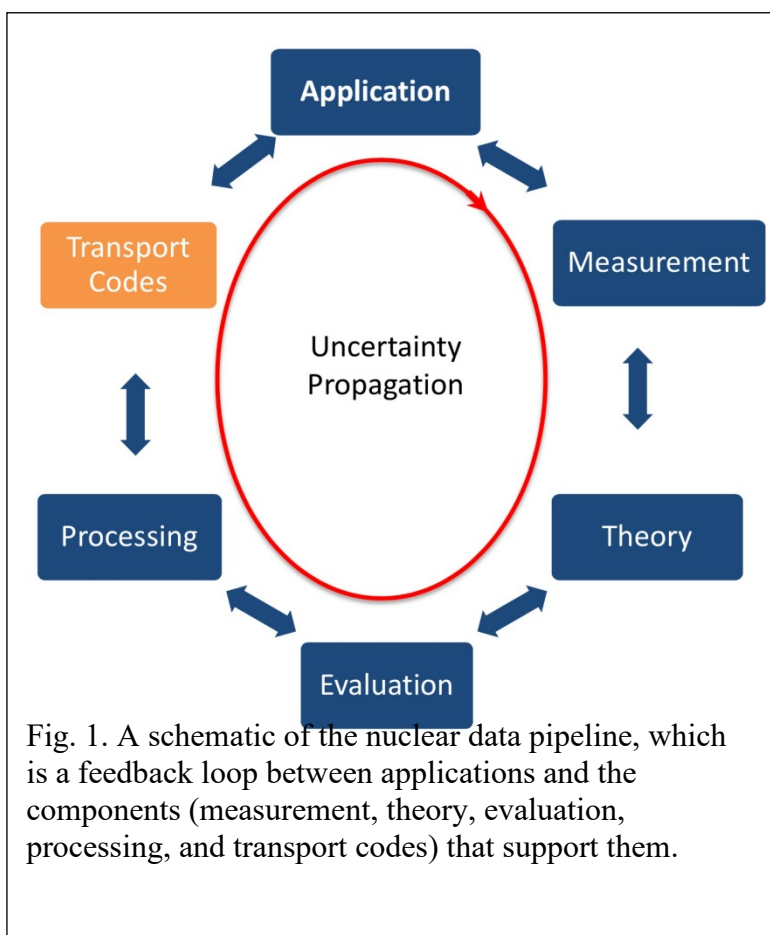 Application
Transport
Codes
Measurement
Uncertainty
Propagation
Processing
Theory
Evaluation
Fig. 1. A schematic of the nuclear data pipeline, which
is a feedback loop between applications and the
components (measurement, theory, evaluation,
processing, and transport codes) that support them.